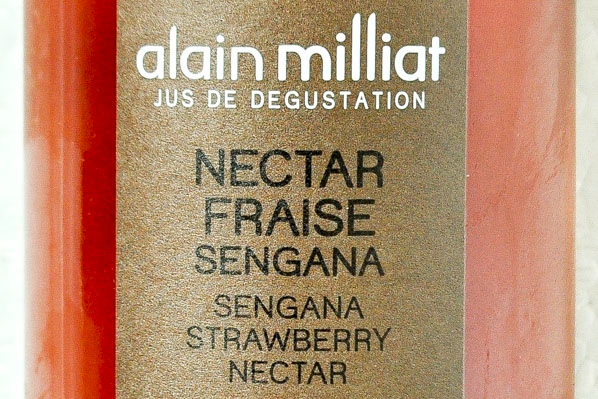 alain milliat
JUS DE DEGUSTATION
NECTAR
FRAISE
SENGANA
SENGANA
STRAWBERRY
NECTAR